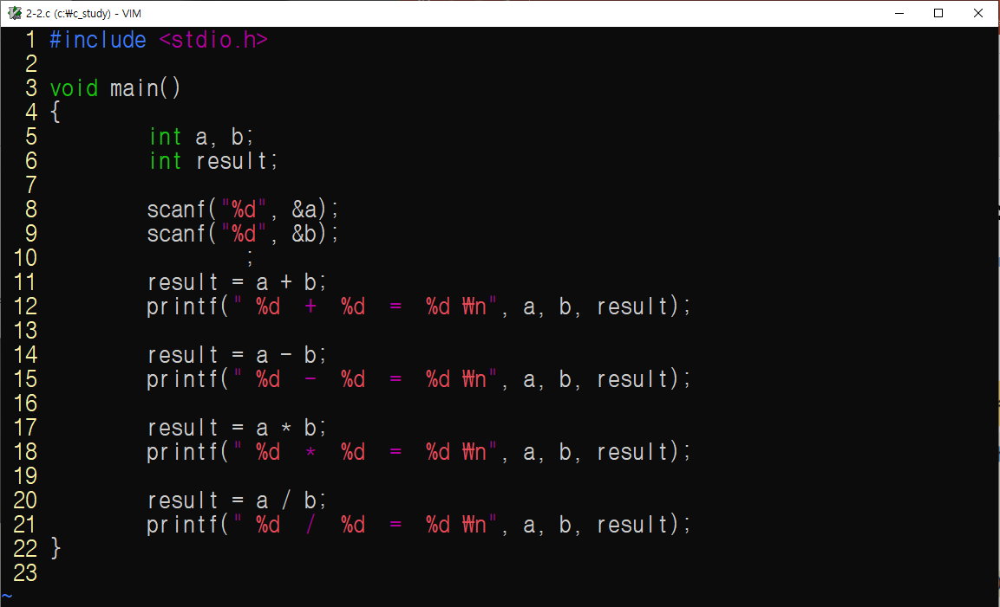 2-2.c (c:₩c_study) - VIM
1 #include <stdio.h>
2
3 void main()
4 {
5         int a, b;
6         int result;
7
8         scanf("%d", &a);
9         scanf("%d", &b);
10                 ;
11         result = a + b;
12         printf(" %d  +  %d  =  %d ₩n", a, b, result);
13
14         result = a - b;
15         printf(" %d  -  %d  =  %d ₩n", a, b, result);
16
17         result = a * b;
18         printf(" %d  *  %d  =  %d ₩n", a, b, result);
19
20         result = a / b;
21         printf(" %d  /  %d  =  %d ₩n", a, b, result);
22 }
23
~